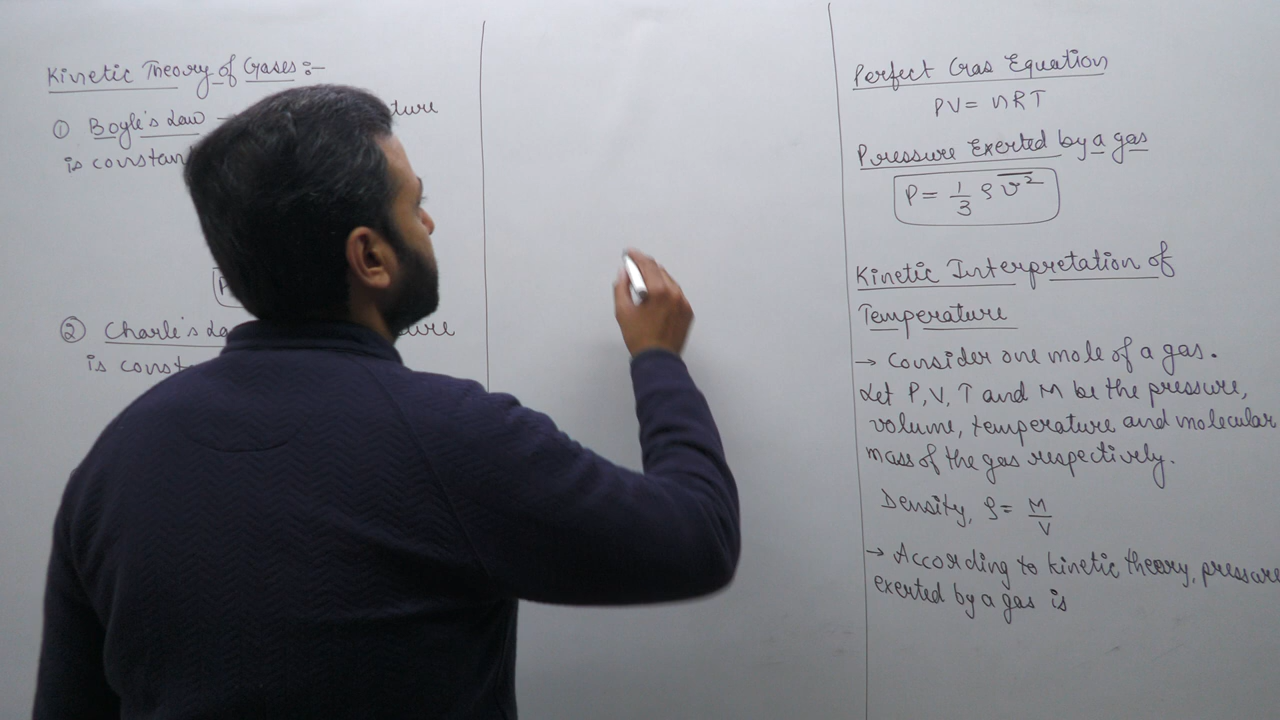 Kinetic Theory of Gases :-
① Boyle's Law -
is constan
② Charle's La
is const
Perfect Gas Equation
PV = nRT
Pressure Exerted by a gas
P = 1/3 ρ v̅²
Kinetic Interpretation of
Temperature
→ Consider one mole of a gas.
Let P, V, T and M be the pressure,
volume, temperature and molecular
mass of the gas respectively.
Density, ρ = M/V
→ According to kinetic theory, pressure
exerted by a gas is